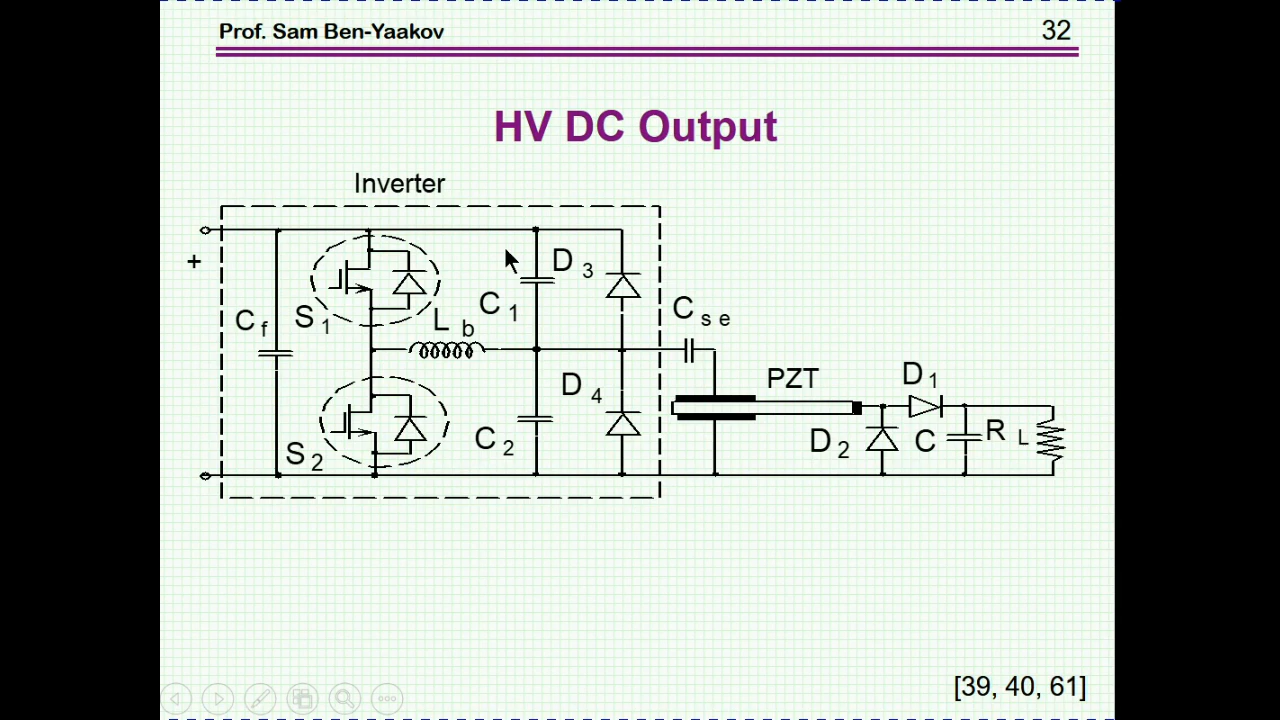 Prof. Sam Ben-Yaakov
32
HV DC Output
Inverter
+
C f
S 1
L b
C 1
D 3
C s e
D 4
PZT
D 1
S 2
C 2
D 2
C
R L
[39, 40, 61]